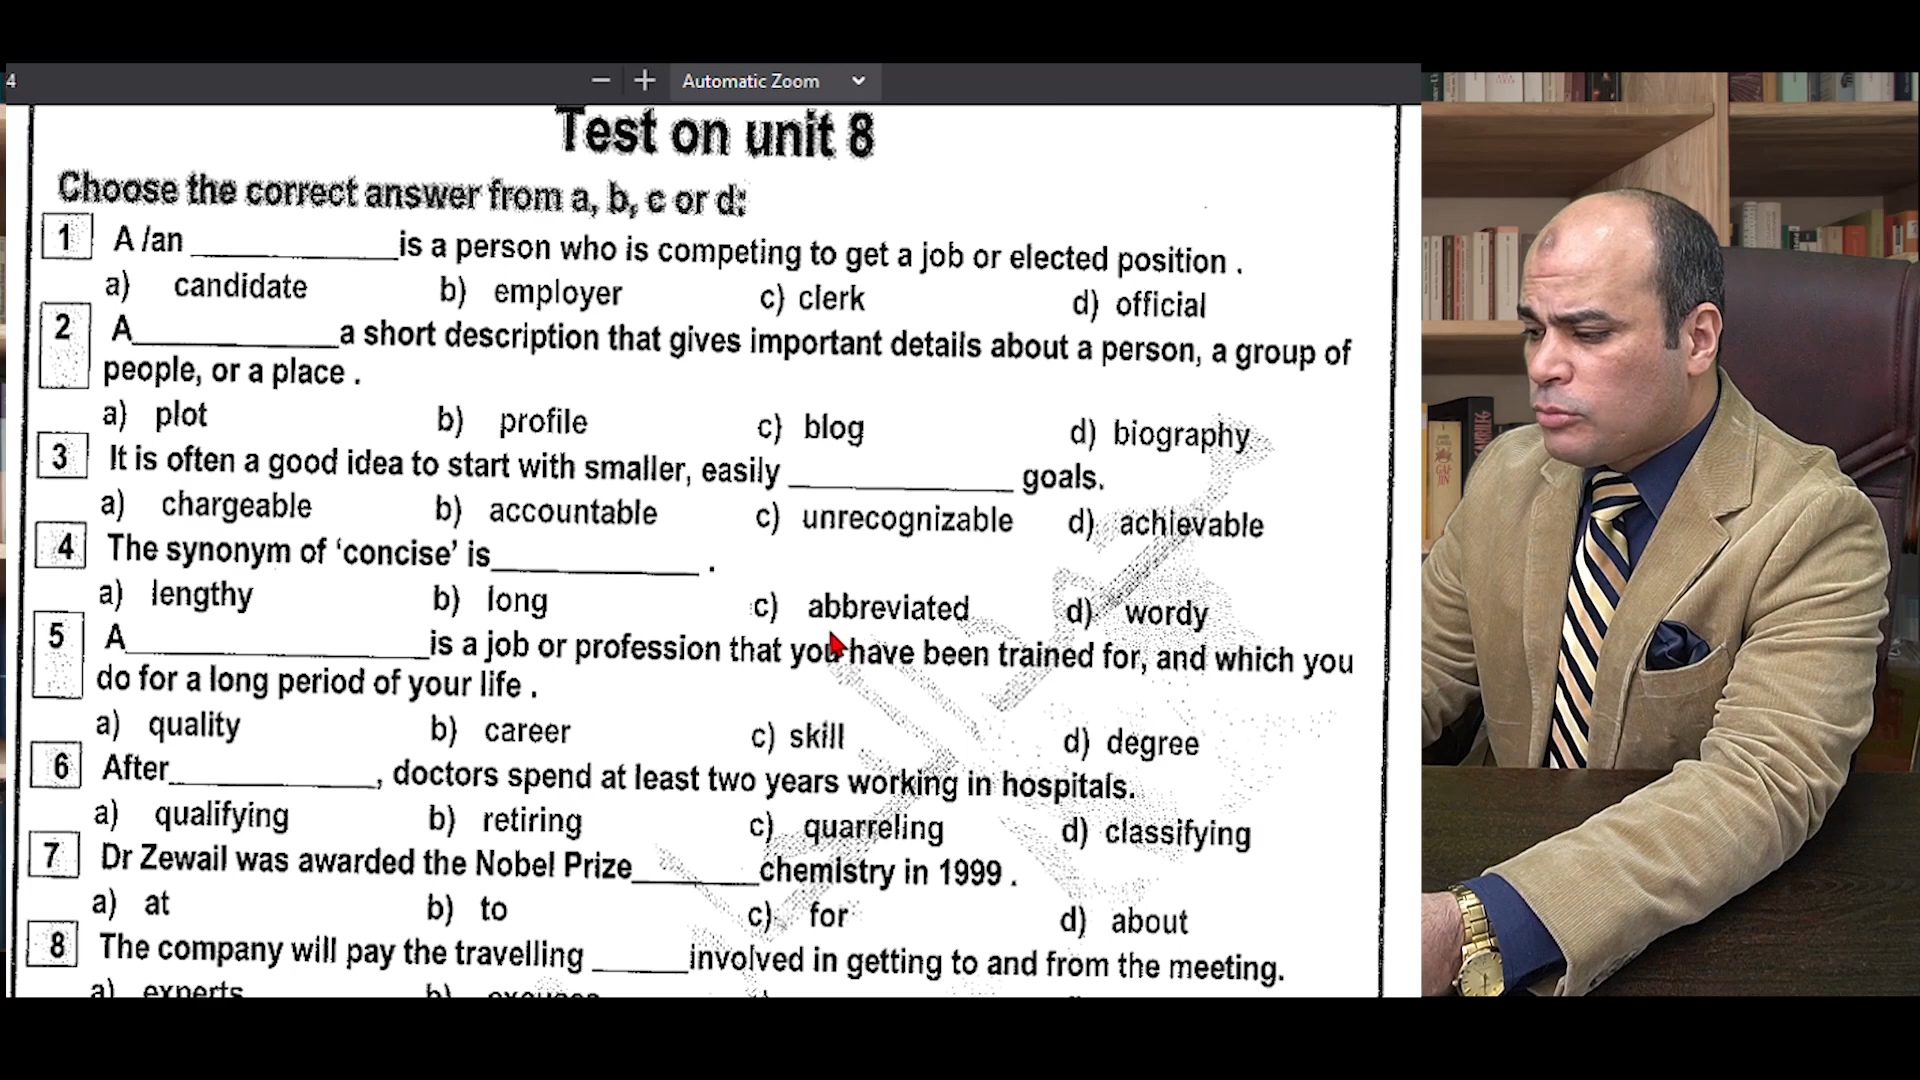 4
Automatic Zoom
Test on unit 8
Choose the correct answer from a, b, c or d:
1 A /an ____________ is a person who is competing to get a job or elected position .
a) candidate b) employer c) clerk d) official
2 A____________ a short description that gives important details about a person, a group of
people, or a place .
a) plot b) profile c) blog d) biography
3 It is often a good idea to start with smaller, easily ____________ goals.
a) chargeable b) accountable c) unrecognizable d) achievable
4 The synonym of ‘concise’ is____________ .
a) lengthy b) long c) abbreviated d) wordy
5 A________________ is a job or profession that you have been trained for, and which you
do for a long period of your life .
a) quality b) career c) skill d) degree
6 After____________, doctors spend at least two years working in hospitals.
a) qualifying b) retiring c) quarreling d) classifying
7 Dr Zewail was awarded the Nobel Prize________chemistry in 1999 .
a) at b) to c) for d) about
8 The company will pay the travelling ______involved in getting to and from the meeting.
a) experts b)